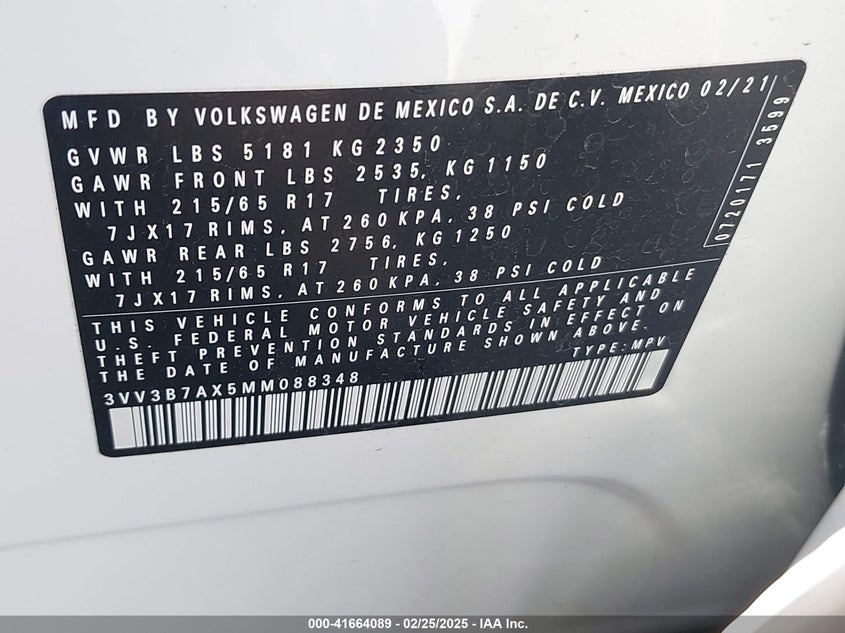 MFD BY VOLKSWAGEN DE MEXICO S.A. DE C.V. MEXICO 02/21
GVWR LBS 5181 KG 2350
GAWR FRONT LBS 2535, KG 1150
WITH 215/65 R17 TIRES,
7JX17 RIMS, AT 260 KPA, 38 PSI COLD
GAWR REAR LBS 2756, KG 1250
WITH 215/65 R17 TIRES,
7JX17 RIMS, AT 260 KPA, 38 PSI COLD
THIS VEHICLE CONFORMS TO ALL APPLICABLE
U.S. FEDERAL MOTOR VEHICLE SAFETY AND
THEFT PREVENTION STANDARDS IN EFFECT ON
THE DATE OF MANUFACTURE SHOWN ABOVE.
TYPE: MPV
3VV3B7AX5MM088348
0720171 3599
000-41664089 - 02/25/2025 - IAA Inc.